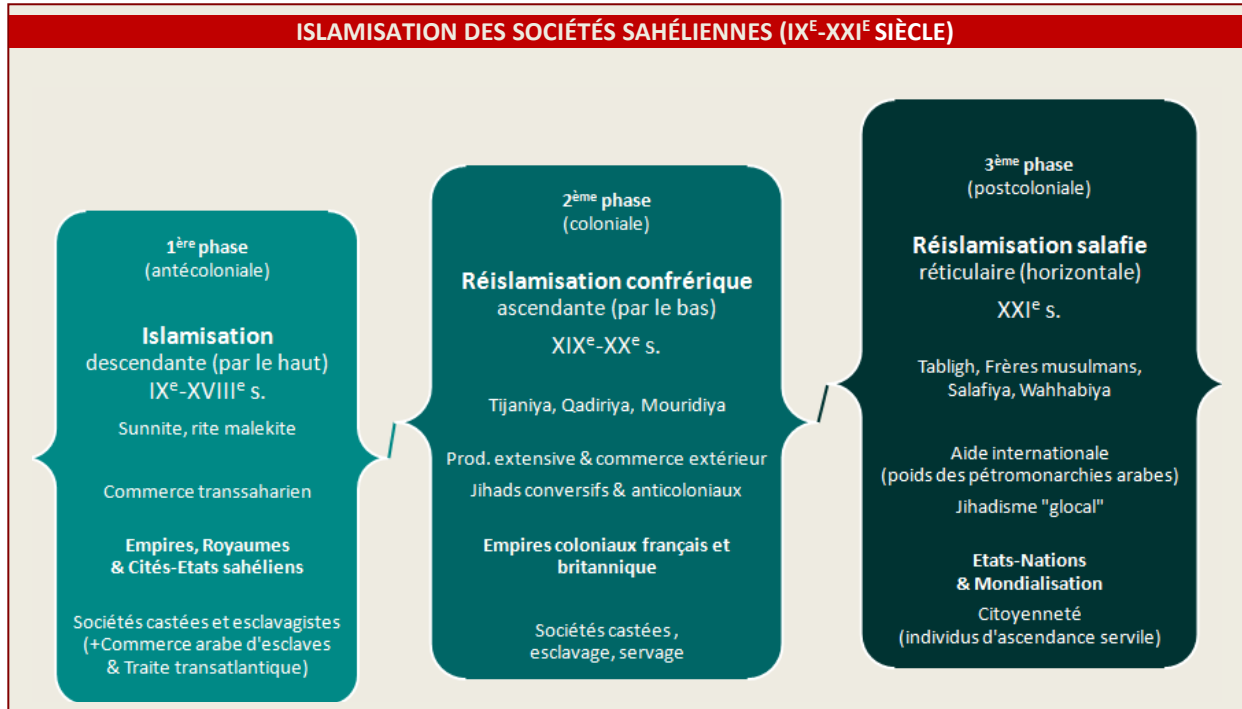 ISLAMISATION DES SOCIÉTÉS SAHÉLIENNES (IXᴱ-XXIᴱ SIÈCLE)
1ère phase
(antécoloniale)
Islamisation
descendante (par le haut)
IXe-XVIIIe s.
Sunnite, rite malekite
Commerce transsaharien
Empires, Royaumes
& Cités-Etats sahéliens
Sociétés castées et esclavagistes
(+Commerce arabe d'esclaves
& Traite transatlantique)
2ème phase
(coloniale)
Réislamisation confrérique
ascendante (par le bas)
XIXe-XXe s.
Tijaniya, Qadiriya, Mouridiya
Prod. extensive & commerce extérieur
Jihads conversifs & anticoloniaux
Empires coloniaux français et
britannique
Sociétés castées ,
esclavage, servage
3ème phase
(postcoloniale)
Réislamisation salafie
réticulaire (horizontale)
XXIe s.
Tabligh, Frères musulmans,
Salafiya, Wahhabiya
Aide internationale
(poids des pétromonarchies arabes)
Jihadisme "glocal"
Etats-Nations
& Mondialisation
Citoyenneté
(individus d'ascendance servile)